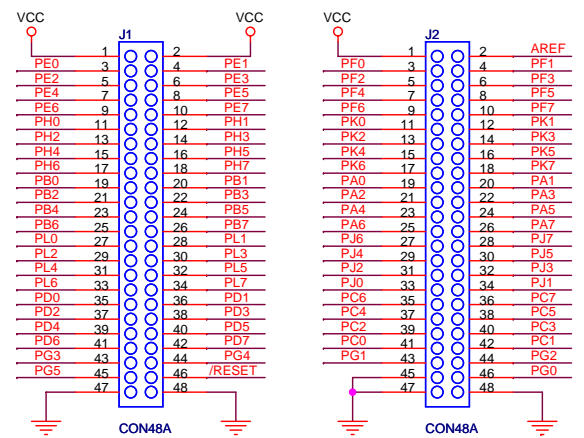 VCC VCC
J1
1 2
PE0 3 4 PE1
PE2 5 6 PE3
PE4 7 8 PE5
PE6 9 10 PE7
PH0 11 12 PH1
PH2 13 14 PH3
PH4 15 16 PH5
PH6 17 18 PH7
PB0 19 20 PB1
PB2 21 22 PB3
PB4 23 24 PB5
PB6 25 26 PB7
PL0 27 28 PL1
PL2 29 30 PL3
PL4 31 32 PL5
PL6 33 34 PL7
PD0 35 36 PD1
PD2 37 38 PD3
PD4 39 40 PD5
PD6 41 42 PD7
PG3 43 44 PG4
PG5 45 46 /RESET
47 48
CON48A
VCC
J2
1 2 AREF
PF0 3 4 PF1
PF2 5 6 PF3
PF4 7 8 PF5
PF6 9 10 PF7
PK0 11 12 PK1
PK2 13 14 PK3
PK4 15 16 PK5
PK6 17 18 PK7
PA0 19 20 PA1
PA2 21 22 PA3
PA4 23 24 PA5
PA6 25 26 PA7
PJ6 27 28 PJ7
PJ4 29 30 PJ5
PJ2 31 32 PJ3
PJ0 33 34 PJ1
PC6 35 36 PC7
PC4 37 38 PC5
PC2 39 40 PC3
PC0 41 42 PC1
PG1 43 44 PG2
45 46 PG0
47 48
CON48A